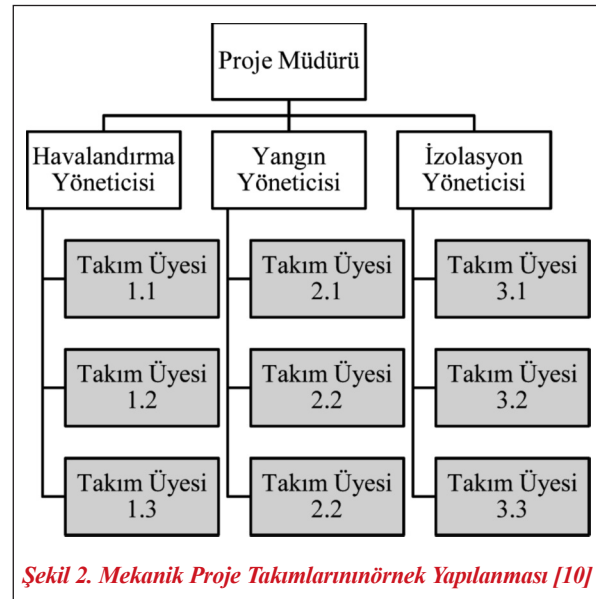 Proje Müdürü
Havalandırma
Yöneticisi
Yangın
Yöneticisi
İzolasyon
Yöneticisi
Takım Üyesi
1.1
Takım Üyesi
2.1
Takım Üyesi
3.1
Takım Üyesi
1.2
Takım Üyesi
2.2
Takım Üyesi
3.2
Takım Üyesi
1.3
Takım Üyesi
2.2
Takım Üyesi
3.3
Şekil 2. Mekanik Proje Takımlarınınörnek Yapılanması [10]